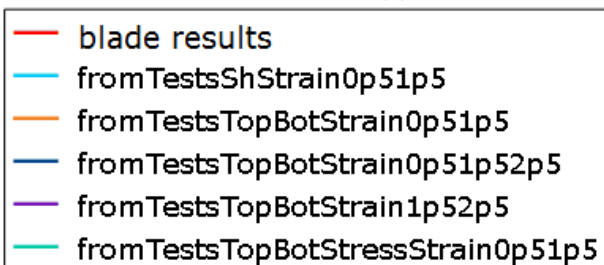 blade results
fromTestsShStrain0p51p5
fromTestsTopBotStrain0p51p5
fromTestsTopBotStrain0p51p52p5
fromTestsTopBotStrain1p52p5
fromTestsTopBotStressStrain0p51p5